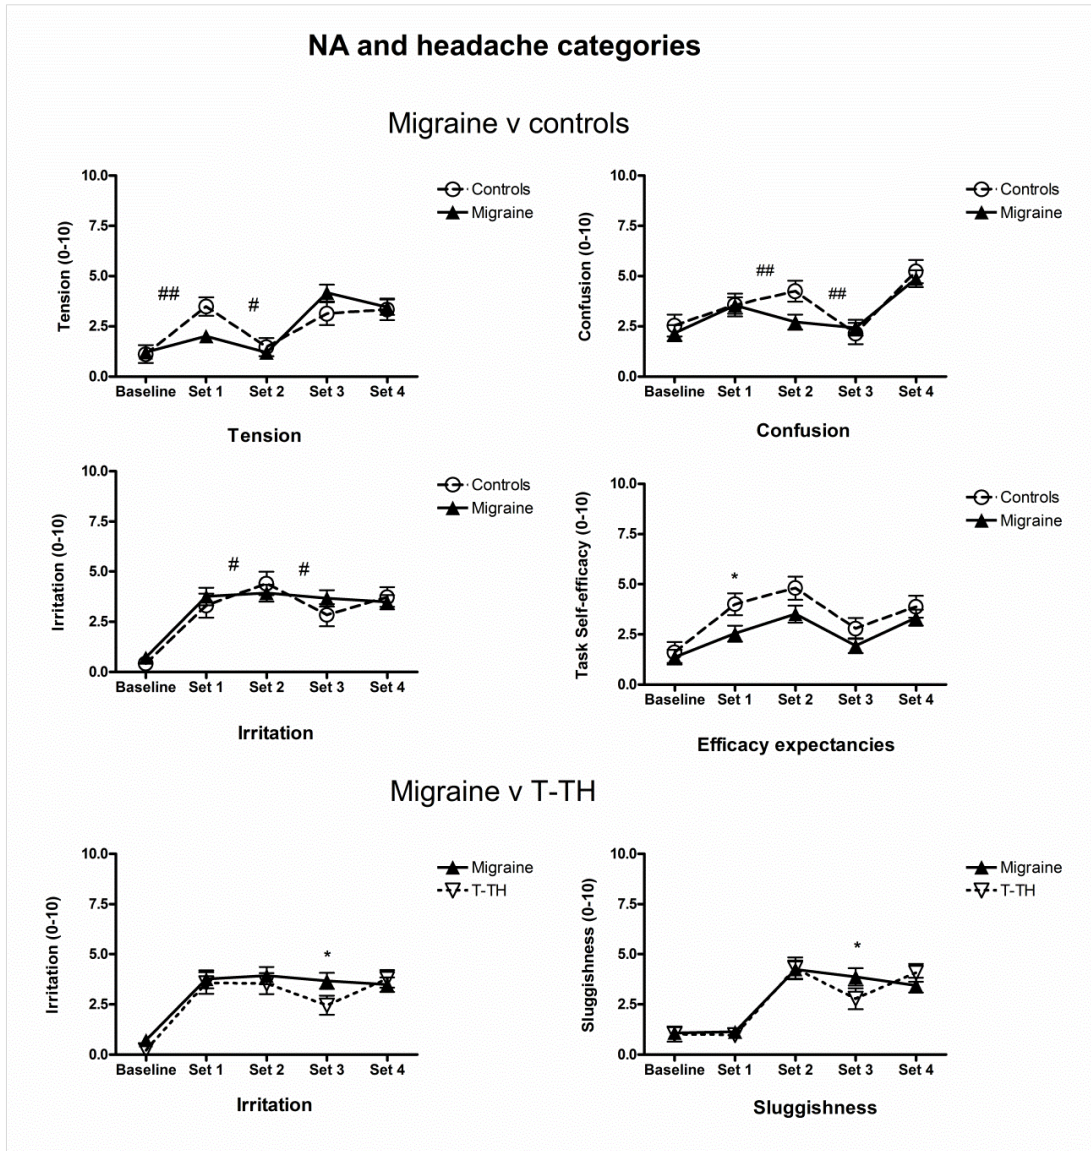 NA and headache categories
Migraine v controls
Tension (0-10)
10.0
7.5
5.0
2.5
0.0
## #
Baseline Set 1 Set 2 Set 3 Set 4
Tension
Controls
Migraine
Confusion (0-10)
10.0
7.5
5.0
2.5
0.0
## ##
Baseline Set 1 Set 2 Set 3 Set 4
Confusion
Controls
Migraine
Irritation (0-10)
10.0
7.5
5.0
2.5
0.0
# #
Baseline Set 1 Set 2 Set 3 Set 4
Irritation
Controls
Migraine
Task Self-efficacy (0-10)
10.0
7.5
5.0
2.5
0.0
*
Baseline Set 1 Set 2 Set 3 Set 4
Efficacy expectancies
Controls
Migraine
Migraine v T-TH
Irritation (0-10)
10.0
7.5
5.0
2.5
0.0
*
Baseline Set 1 Set 2 Set 3 Set 4
Irritation
Migraine
T-TH
Sluggishness (0-10)
10.0
7.5
5.0
2.5
0.0
*
Baseline Set 1 Set 2 Set 3 Set 4
Sluggishness
Migraine
T-TH